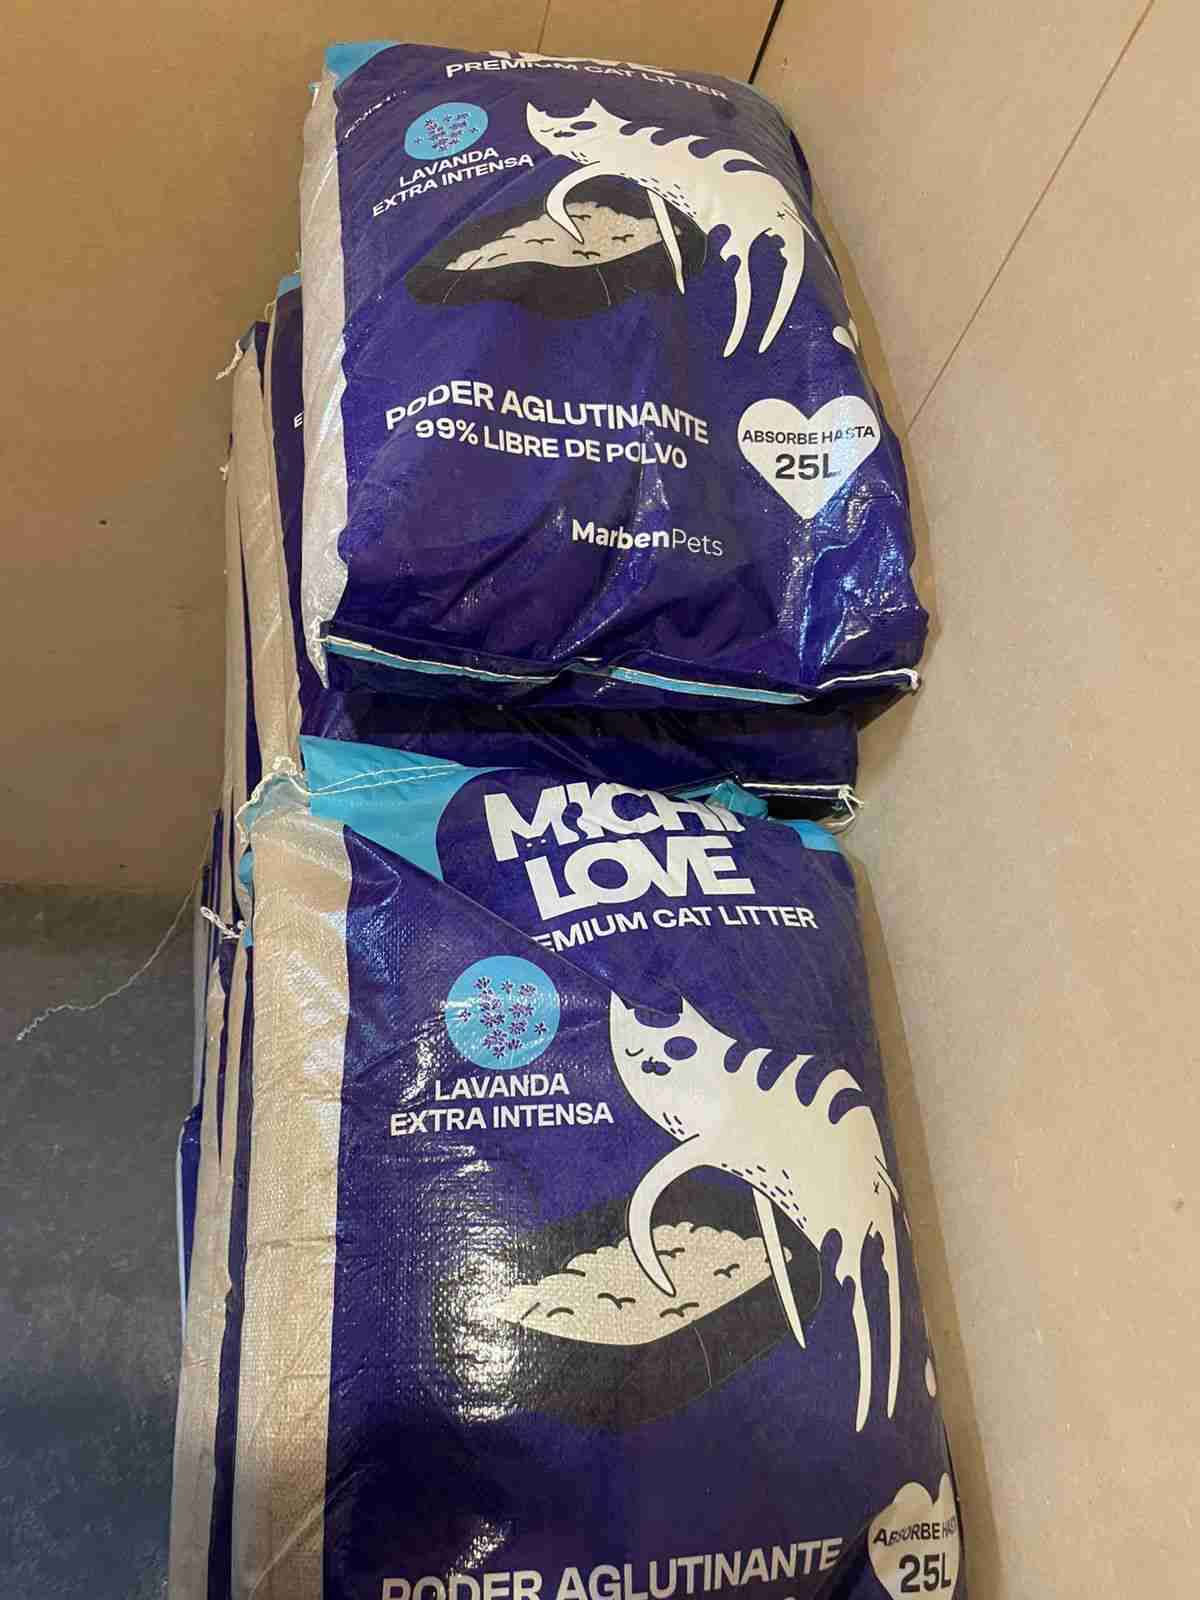 PREMIUM CAT LITTER
LAVANDA
EXTRA INTENSA
PODER AGLUTINANTE
99% LIBRE DE POLVO
ABSORBE HASTA
25L
MarbenPets
MICHI
LOVE
PREMIUM CAT LITTER
LAVANDA
EXTRA INTENSA
PODER AGLUTINANTE
ABSORBE HASTA
25L